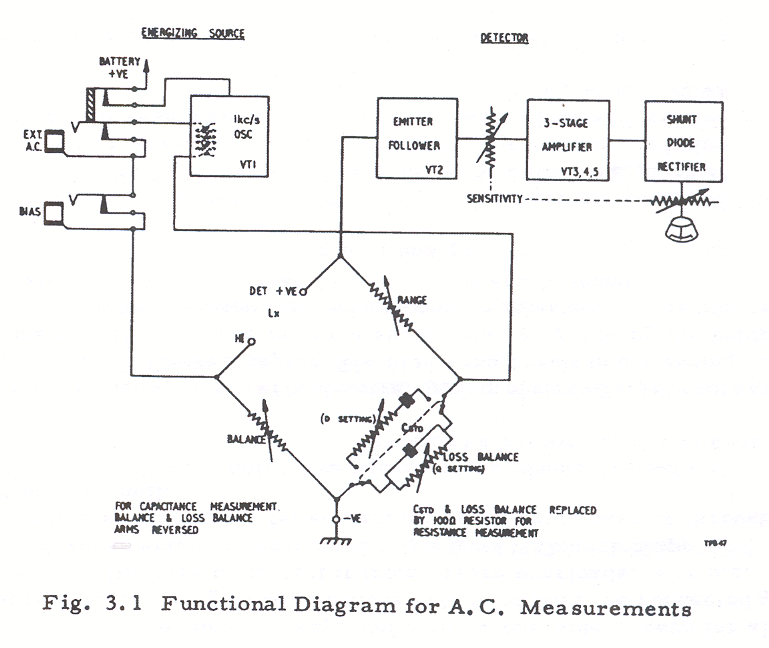 ENERGIZING SOURCE
DETECTOR
BATTERY
+VE
1kc/s
OSC
VT1
EXT.
A.C.
BIAS
EMITTER
FOLLOWER
VT2
3-STAGE
AMPLIFIER
VT3,4,5
SHUNT
DIODE
RECTIFIER
SENSITIVITY
DET +VE
Lx
HI
RANGE
BALANCE
(D SETTING)
CSTD
LOSS BALANCE
(Q SETTING)
-VE
FOR CAPACITANCE MEASUREMENT.
BALANCE & LOSS BALANCE
ARMS REVERSED
CSTD & LOSS BALANCE REPLACED
BY 100Ω RESISTOR FOR
RESISTANCE MEASUREMENT
Fig. 3.1 Functional Diagram for A.C. Measurements